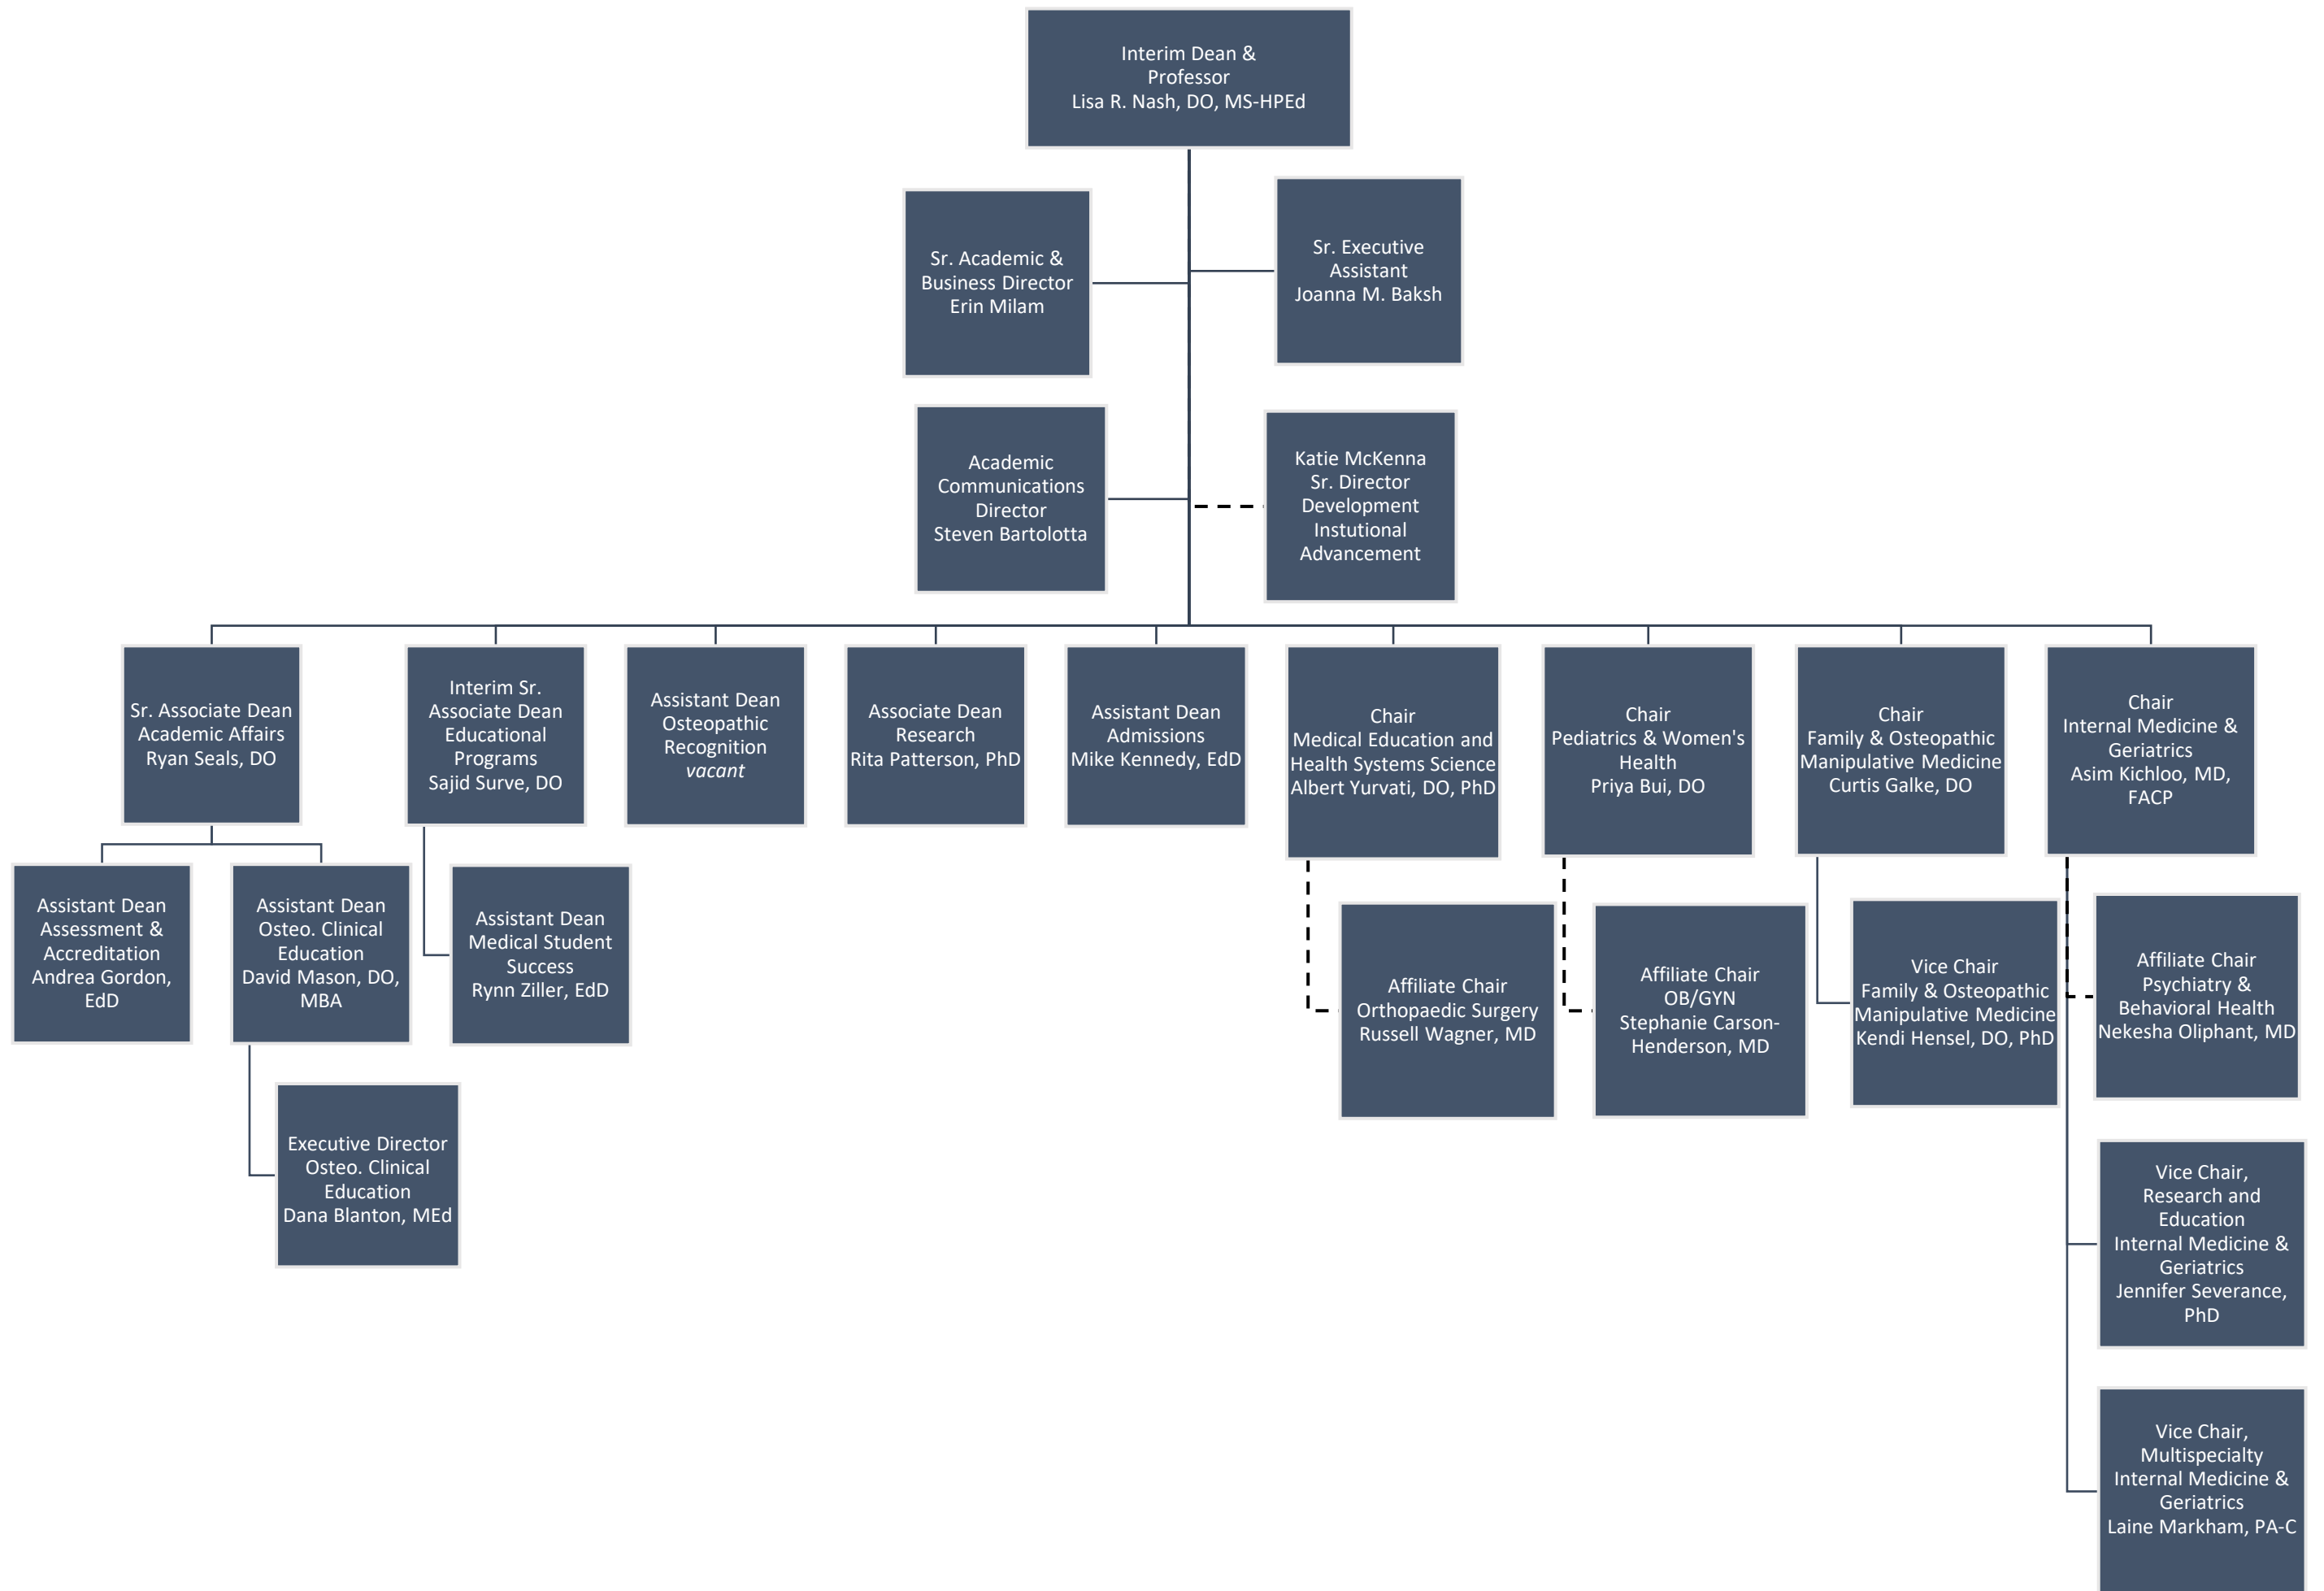 Interim Dean &
Professor
Lisa R. Nash, DO, MS-HPEd
Sr. Academic &
Business Director
Erin Milam
Sr. Executive
Assistant
Joanna M. Baksh
Academic
Communications
Director
Steven Bartolotta
Katie McKenna
Sr. Director
Development
Instutional
Advancement
Sr. Associate Dean
Academic Affairs
Ryan Seals, DO
Interim Sr.
Associate Dean
Educational
Programs
Sajid Surve, DO
Assistant Dean
Osteopathic
Recognition
vacant
Associate Dean
Research
Rita Patterson, PhD
Assistant Dean
Admissions
Mike Kennedy, EdD
Chair
Medical Education and
Health Systems Science
Albert Yurvati, DO, PhD
Chair
Pediatrics & Women's
Health
Priya Bui, DO
Chair
Family & Osteopathic
Manipulative Medicine
Curtis Galke, DO
Chair
Internal Medicine &
Geriatrics
Asim Kichloo, MD,
FACP
Assistant Dean
Assessment &
Accreditation
Andrea Gordon,
EdD
Assistant Dean
Osteo. Clinical
Education
David Mason, DO,
MBA
Assistant Dean
Medical Student
Success
Rynn Ziller, EdD
Affiliate Chair
Orthopaedic Surgery
Russell Wagner, MD
Affiliate Chair
OB/GYN
Stephanie Carson-
Henderson, MD
Vice Chair
Family & Osteopathic
Manipulative Medicine
Kendi Hensel, DO, PhD
Affiliate Chair
Psychiatry &
Behavioral Health
Nekesha Oliphant, MD
Executive Director
Osteo. Clinical
Education
Dana Blanton, MEd
Vice Chair,
Research and
Education
Internal Medicine &
Geriatrics
Jennifer Severance,
PhD
Vice Chair,
Multispecialty
Internal Medicine &
Geriatrics
Laine Markham, PA-C